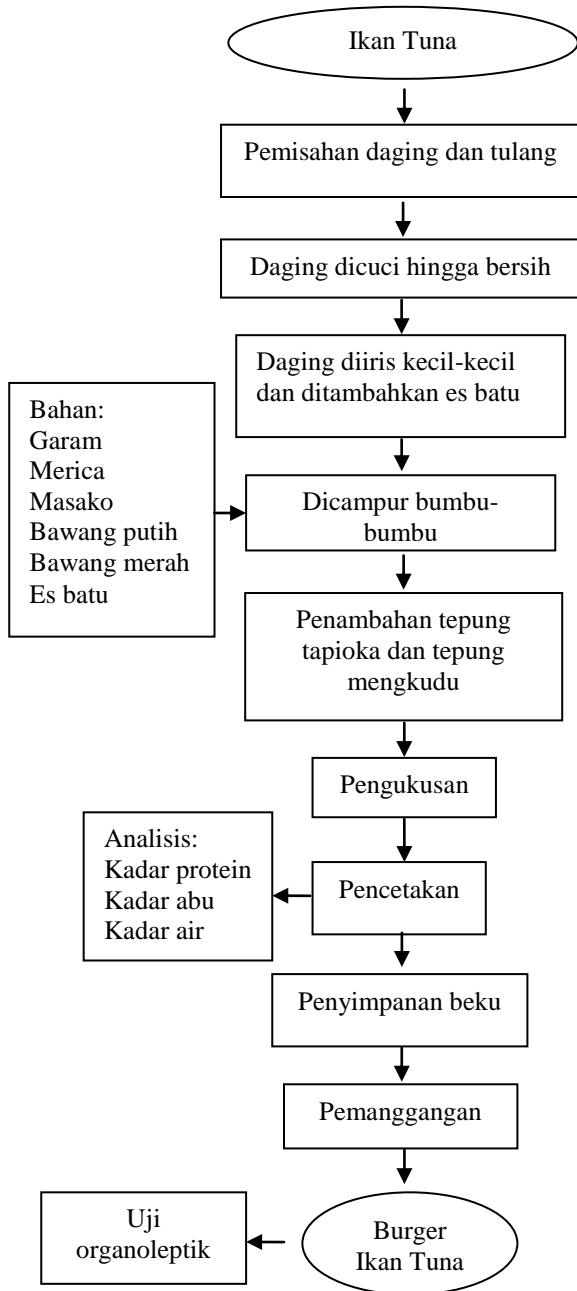 Ikan Tuna
Pemisahan daging dan tulang
Daging dicuci hingga bersih
Daging diiris kecil-kecil
dan ditambahkan es batu
Bahan:
Garam
Merica
Masako
Bawang putih
Bawang merah
Es batu
Dicampur bumbu-
bumbu
Penambahan tepung
tapioka dan tepung
mengkudu
Pengukusan
Analisis:
Kadar protein
Kadar abu
Kadar air
Pencetakan
Penyimpanan beku
Pemanggangan
Uji
organoleptik
Burger
Ikan Tuna